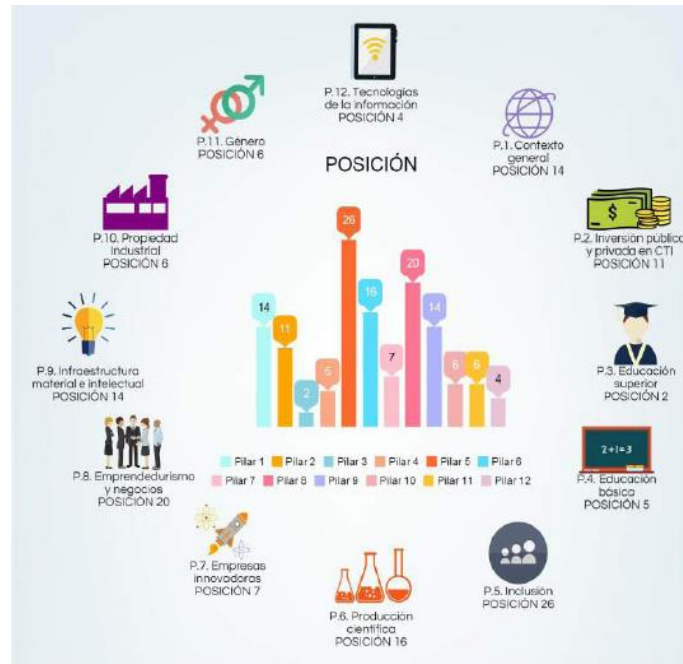 P.12. Tecnologías
de la información
POSICIÓN 4
P.11. Género
POSICIÓN 6
P.1. Contexto
general
POSICIÓN 14
POSICIÓN
P.10. Propiedad
Industrial
POSICIÓN 6
$
P.2. Inversión pública
y privada en CTI
POSICIÓN 11
26
20
16
14
14
11
7
6
6
5
4
2
P.9. Infraestructura
material e intelectual
POSICIÓN 14
P.3. Educación
superior
POSICIÓN 2
2+1=3
Pilar 1 Pilar 2 Pilar 3 Pilar 4 Pilar 5 Pilar 6
Pilar 7 Pilar 8 Pilar 9 Pilar 10 Pilar 11 Pilar 12
P.8. Emprendedurismo
y negocios
POSICIÓN 20
P.4. Educación
básica
POSICIÓN 5
P.7. Empresas
innovadoras
POSICIÓN 7
P.5. Inclusión
POSICIÓN 26
P.6. Producción
científica
POSICIÓN 16